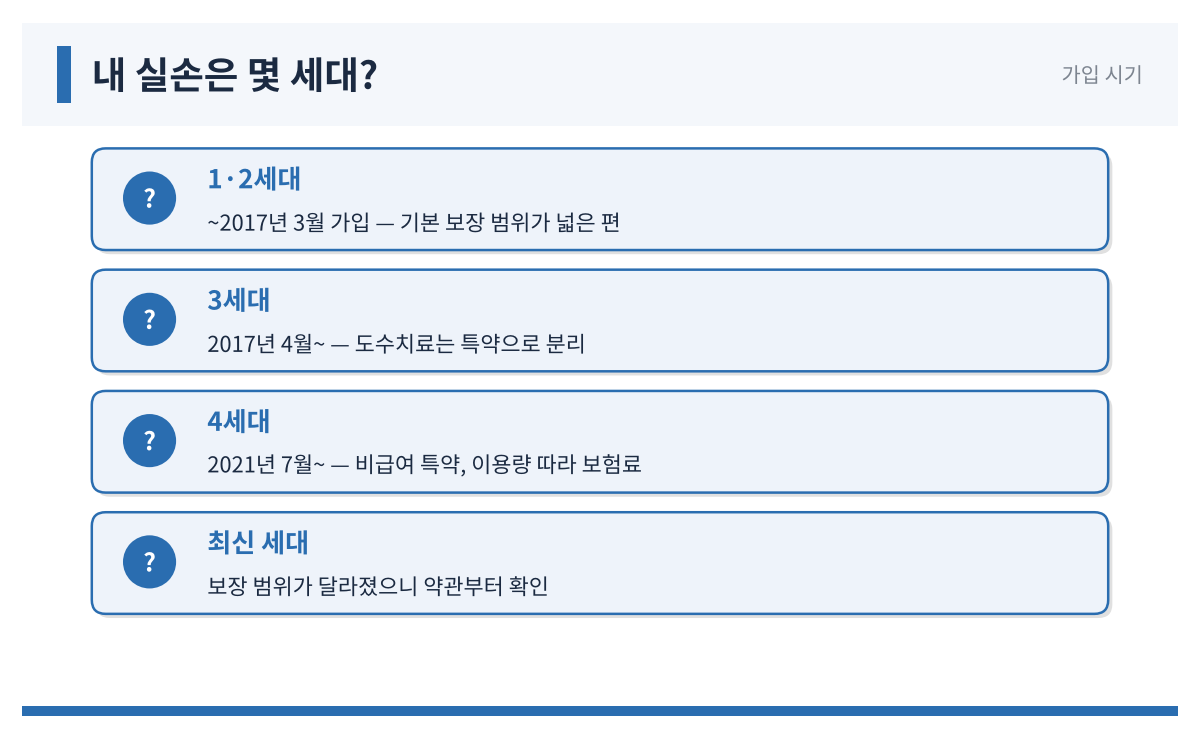 내 실손은 몇 세대?
가입 시기
?
1·2세대
~2017년 3월 가입 — 기본 보장 범위가 넓은 편
?
3세대
2017년 4월~ — 도수치료는 특약으로 분리
?
4세대
2021년 7월~ — 비급여 특약, 이용량 따라 보험료
?
최신 세대
보장 범위가 달라졌으니 약관부터 확인